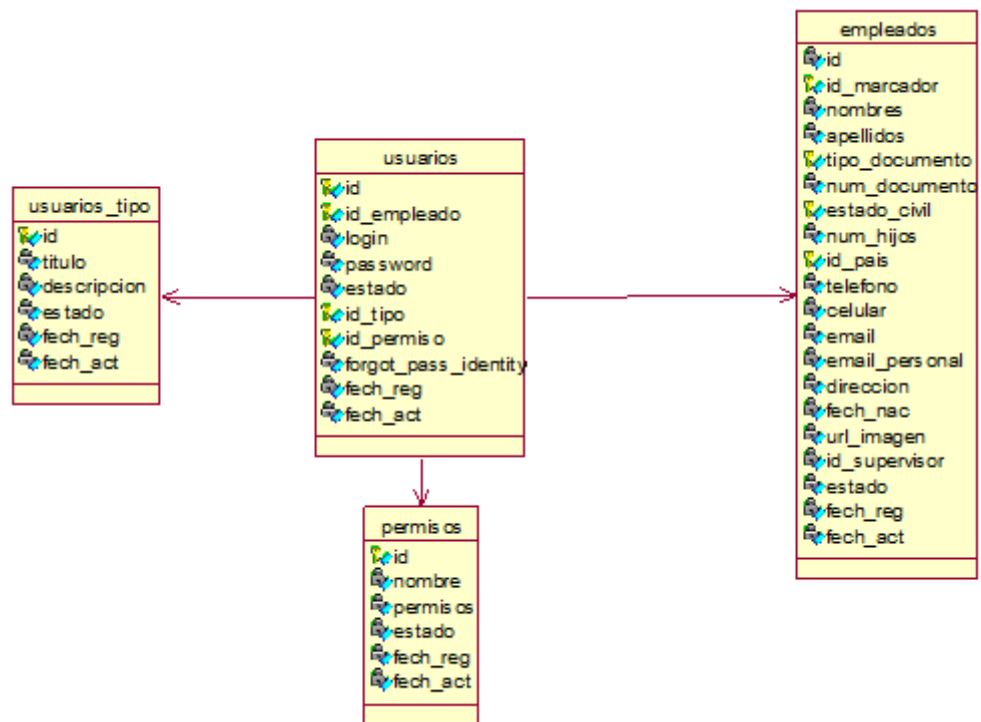 usuarios_tipo
id
titulo
descripcion
estado
fech_reg
fech_act
usuarios
id
id_empleado
login
password
estado
id_tipo
id_permiso
forgot_pass_identity
fech_reg
fech_act
permisos
id
nombre
permisos
estado
fech_reg
fech_act
empleados
id
id_marcador
nombres
apellidos
tipo_documento
num_documento
estado_civil
num_hijos
id_pais
telefono
celular
email
email_personal
direccion
fech_nac
url_imagen
id_supervisor
estado
fech_reg
fech_act